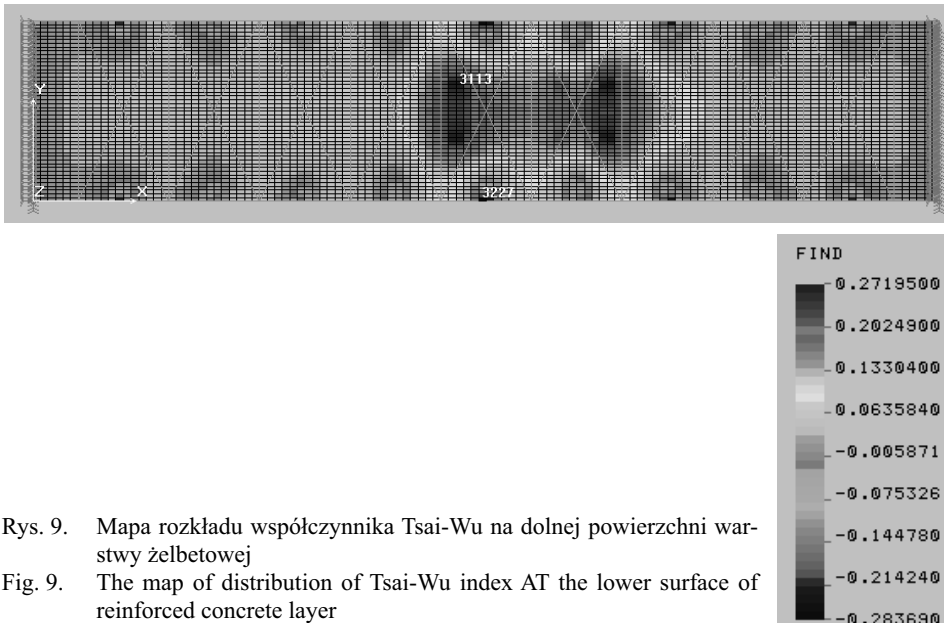 3113
Y
Z
X
3227
FIND
0.2719500
0.2024900
0.1330400
0.0635840
-0.005871
-0.075326
-0.144780
-0.214240
-0.283690
Rys. 9. Mapa rozkładu współczynnika Tsai-Wu na dolnej powierzchni war-
stwy żelbetowej
Fig. 9. The map of distribution of Tsai-Wu index AT the lower surface of
reinforced concrete layer